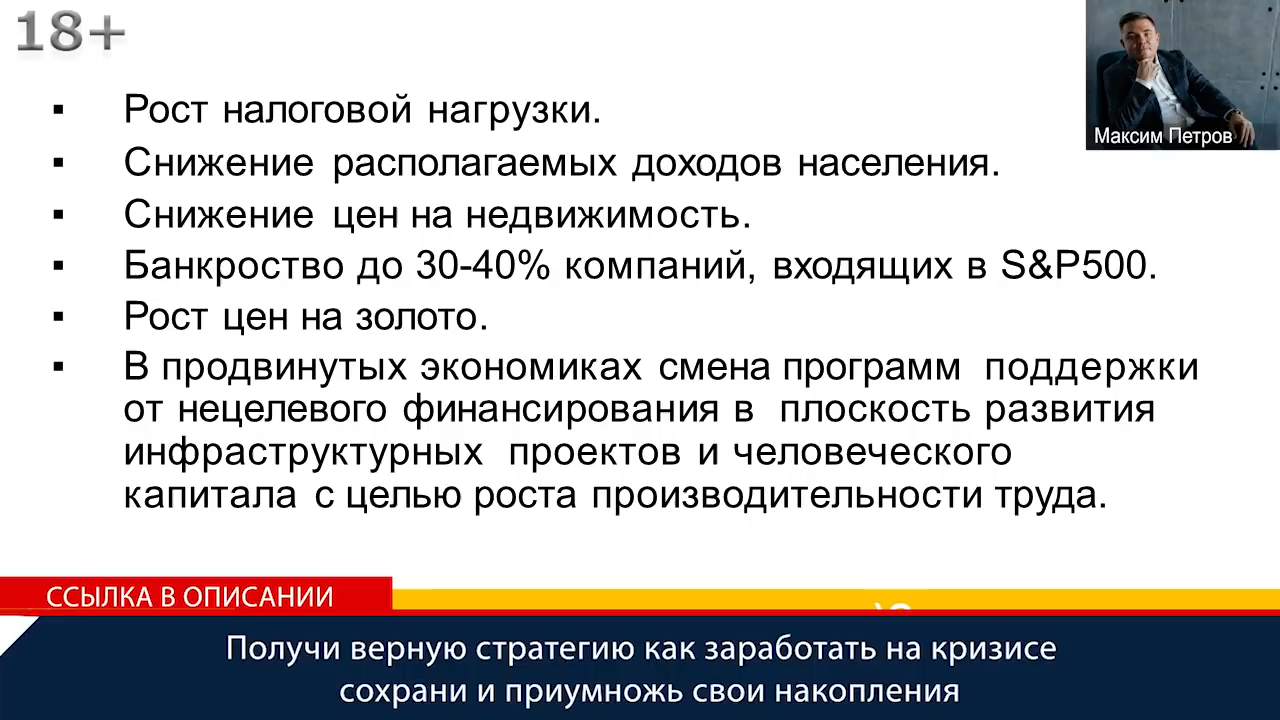 18+
Максим Петров
▪ Рост налоговой нагрузки.
▪ Снижение располагаемых доходов населения.
▪ Снижение цен на недвижимость.
▪ Банкроство до 30-40% компаний, входящих в S&P500.
▪ Рост цен на золото.
▪ В продвинутых экономиках смена программ поддержки
от нецелевого финансирования в плоскость развития
инфраструктурных проектов и человеческого
капитала с целью роста производительности труда.
ССЫЛКА В ОПИСАНИИ
Получи верную стратегию как заработать на кризисе
сохрани и приумножь свои накопления